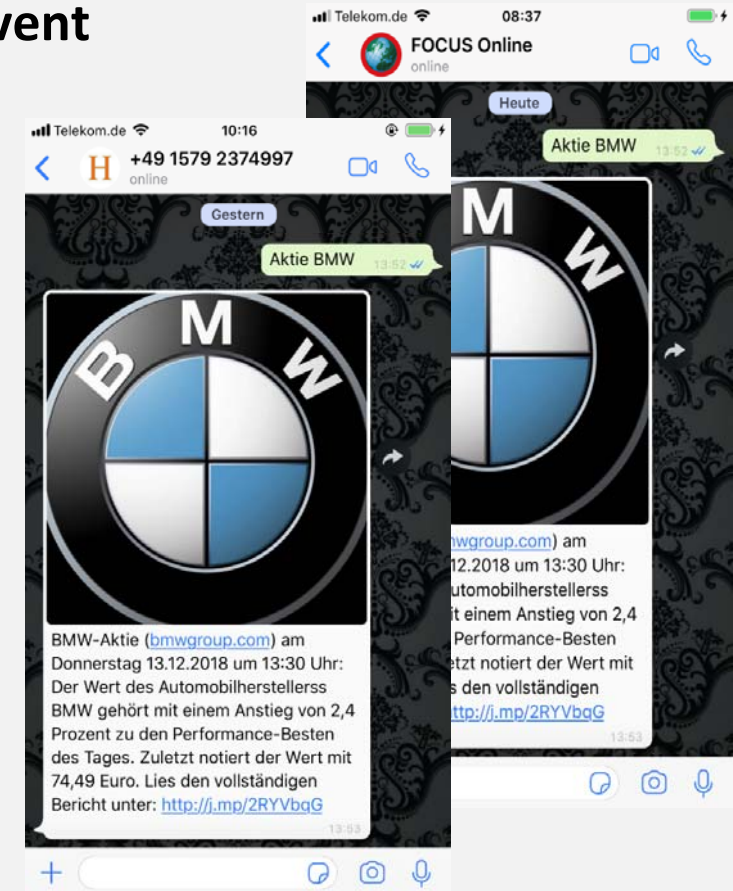 vent
Telekom.de 08:37
FOCUS Online
online
Heute
Aktie BMW 13:52
M W
wgroup.com) am
12.2018 um 13:30 Uhr:
utomobilherstellerss
it einem Anstieg von 2,4
Performance-Besten
etzt notiert der Wert mit
s den vollständigen
ttp://j.mp/2RYVbqG
13:53
Telekom.de 10:16
H +49 1579 2374997
online
Gestern
Aktie BMW 13:52
B M W
BMW-Aktie (bmwgroup.com) am
Donnerstag 13.12.2018 um 13:30 Uhr:
Der Wert des Automobilherstellerss
BMW gehört mit einem Anstieg von 2,4
Prozent zu den Performance-Besten
des Tages. Zuletzt notiert der Wert mit
74,49 Euro. Lies den vollständigen
Bericht unter: http://j.mp/2RYVbqG
13:53